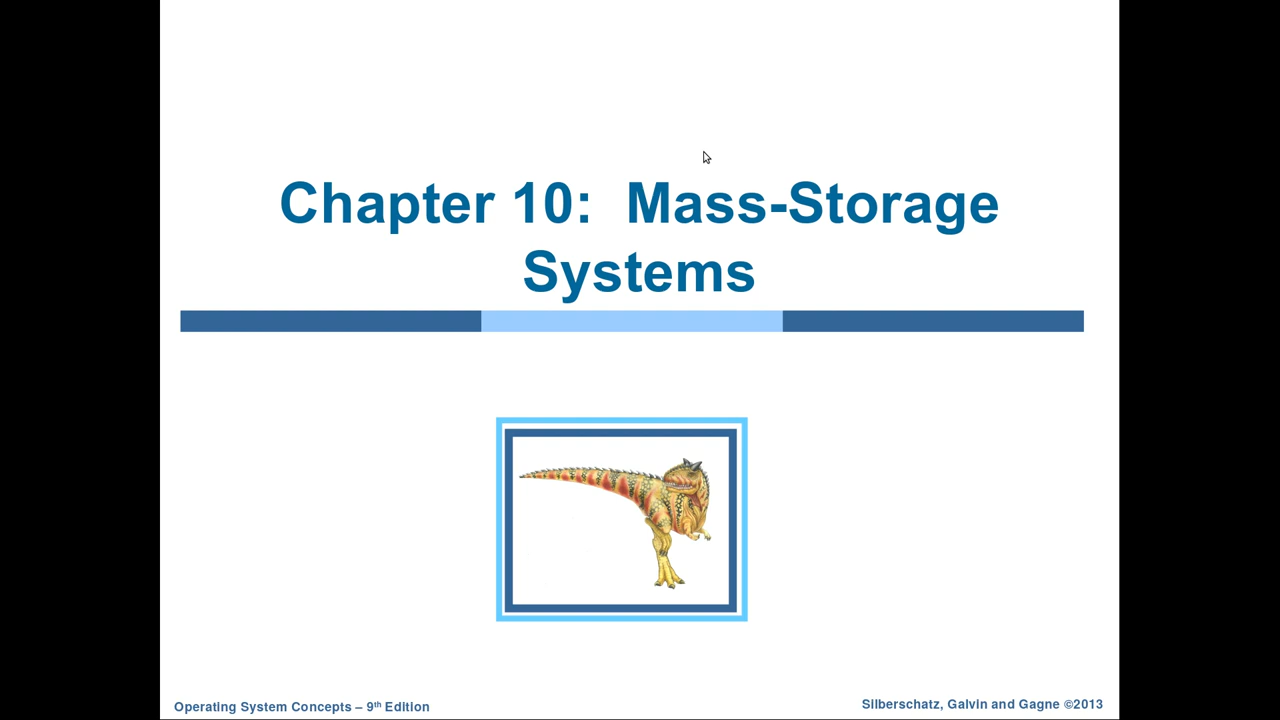 Chapter 10: Mass-Storage
Systems
Operating System Concepts – 9th Edition
Silberschatz, Galvin and Gagne ©2013